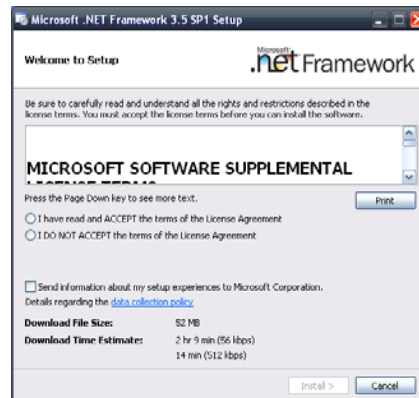 Microsoft .NET Framework 3.5 SP1 Setup
Welcome to Setup
Microsoft
.net Framework
Be sure to carefully read and understand all the rights and restrictions described in the
license terms. You must accept the license terms before you can install the software.
MICROSOFT SOFTWARE SUPPLEMENTAL
LICENSE TERMS
Press the Page Down key to see more text.
Print
I have read and ACCEPT the terms of the License Agreement
I DO NOT ACCEPT the terms of the License Agreement
Send information about my setup experiences to Microsoft Corporation.
Details regarding the data collection policy
Download File Size: 52 MB
Download Time Estimate: 2 hr 9 min (56 kbps)
14 min (512 kbps)
Install >
Cancel